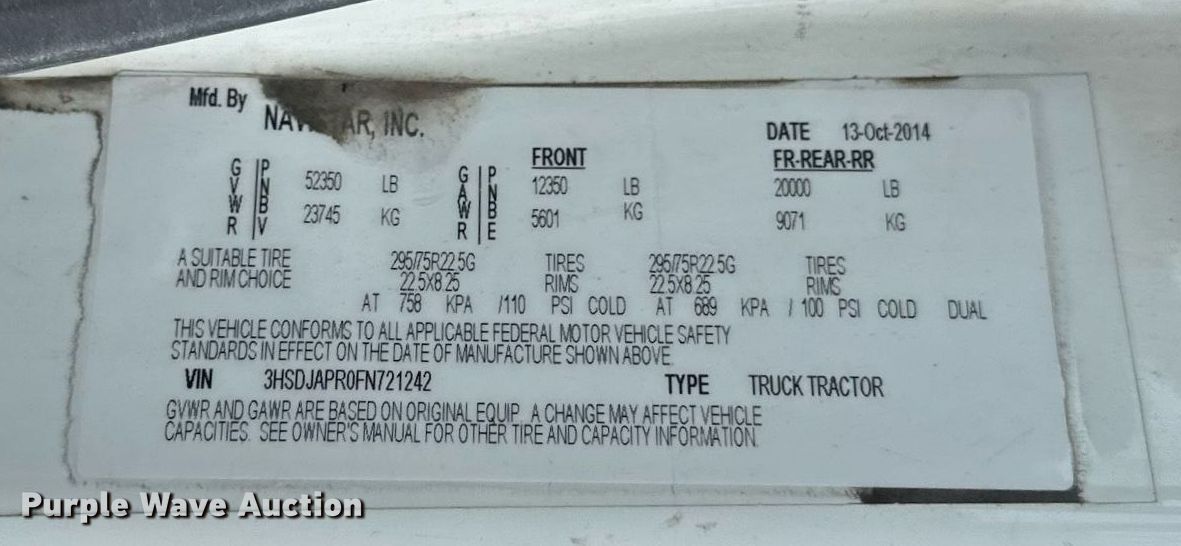 Mfd. By
NAVISTAR, INC.
DATE 13-Oct-2014
FRONT FR-REAR-RR
GVWR PNBV 52350 LB GAWR PNBE 12350 LB 20000 LB
23745 KG 5601 KG 9071 KG
A SUITABLE TIRE 295/75R22.5G TIRES 295/75R22.5G TIRES
AND RIM CHOICE 22.5X8.25 RIMS 22.5X8.25 RIMS
AT 758 KPA /110 PSI COLD AT 689 KPA / 100 PSI COLD DUAL
THIS VEHICLE CONFORMS TO ALL APPLICABLE FEDERAL MOTOR VEHICLE SAFETY
STANDARDS IN EFFECT ON THE DATE OF MANUFACTURE SHOWN ABOVE.
VIN 3HSDJAPR0FN721242 TYPE TRUCK TRACTOR
GVWR AND GAWR ARE BASED ON ORIGINAL EQUIP. A CHANGE MAY AFFECT VEHICLE
CAPACITIES. SEE OWNER'S MANUAL FOR OTHER TIRE AND CAPACITY INFORMATION.
Purple Wave Auction